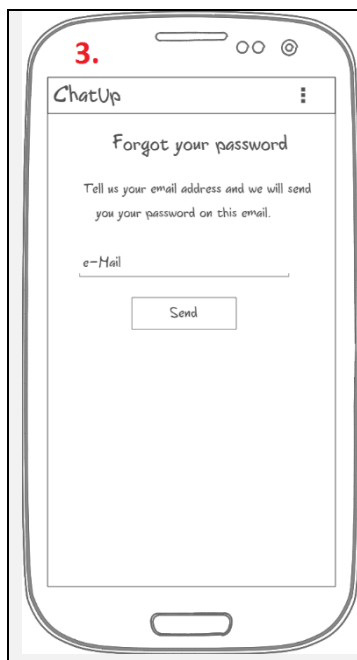 3.
ChatUp
Forgot your password
Tell us your email address and we will send
you your password on this email.
e-Mail
Send